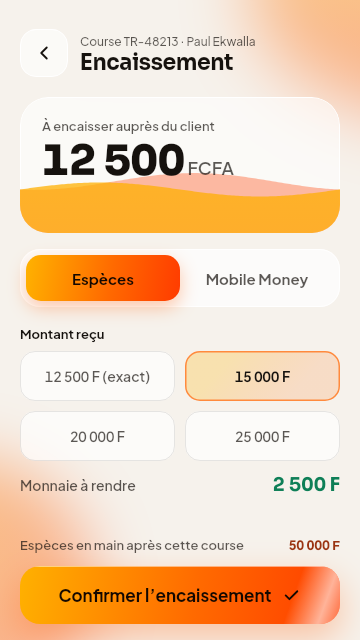 Course TR-48213 · Paul Ekwalla
Encaissement
À encaisser auprès du client
12 500 FCFA
Espèces
Mobile Money
Montant reçu
12 500 F (exact)
15 000 F
20 000 F
25 000 F
Monnaie à rendre
2 500 F
Espèces en main après cette course
50 000 F
Confirmer l’encaissement